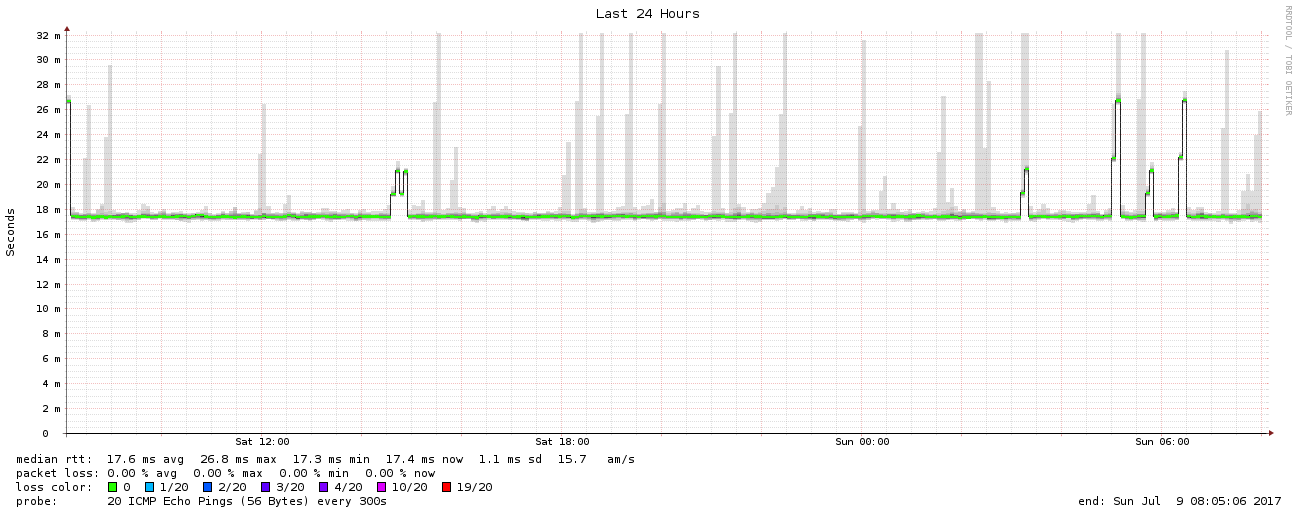 Last 24 Hours
RRDTOOL / TOBI OETIKER
Seconds
32 m
30 m
28 m
26 m
24 m
22 m
20 m
18 m
16 m
14 m
12 m
10 m
8 m
6 m
4 m
2 m
0
Sat 12:00 Sat 18:00 Sun 00:00 Sun 06:00
median rtt: 17.6 ms avg 26.8 ms max 17.3 ms min 17.4 ms now 1.1 ms sd 15.7 am/s
packet loss: 0.00 % avg 0.00 % max 0.00 % min 0.00 % now
loss color: 0 1/20 2/20 3/20 4/20 10/20 19/20
probe: 20 ICMP Echo Pings (56 Bytes) every 300s end: Sun Jul 9 08:05:06 2017